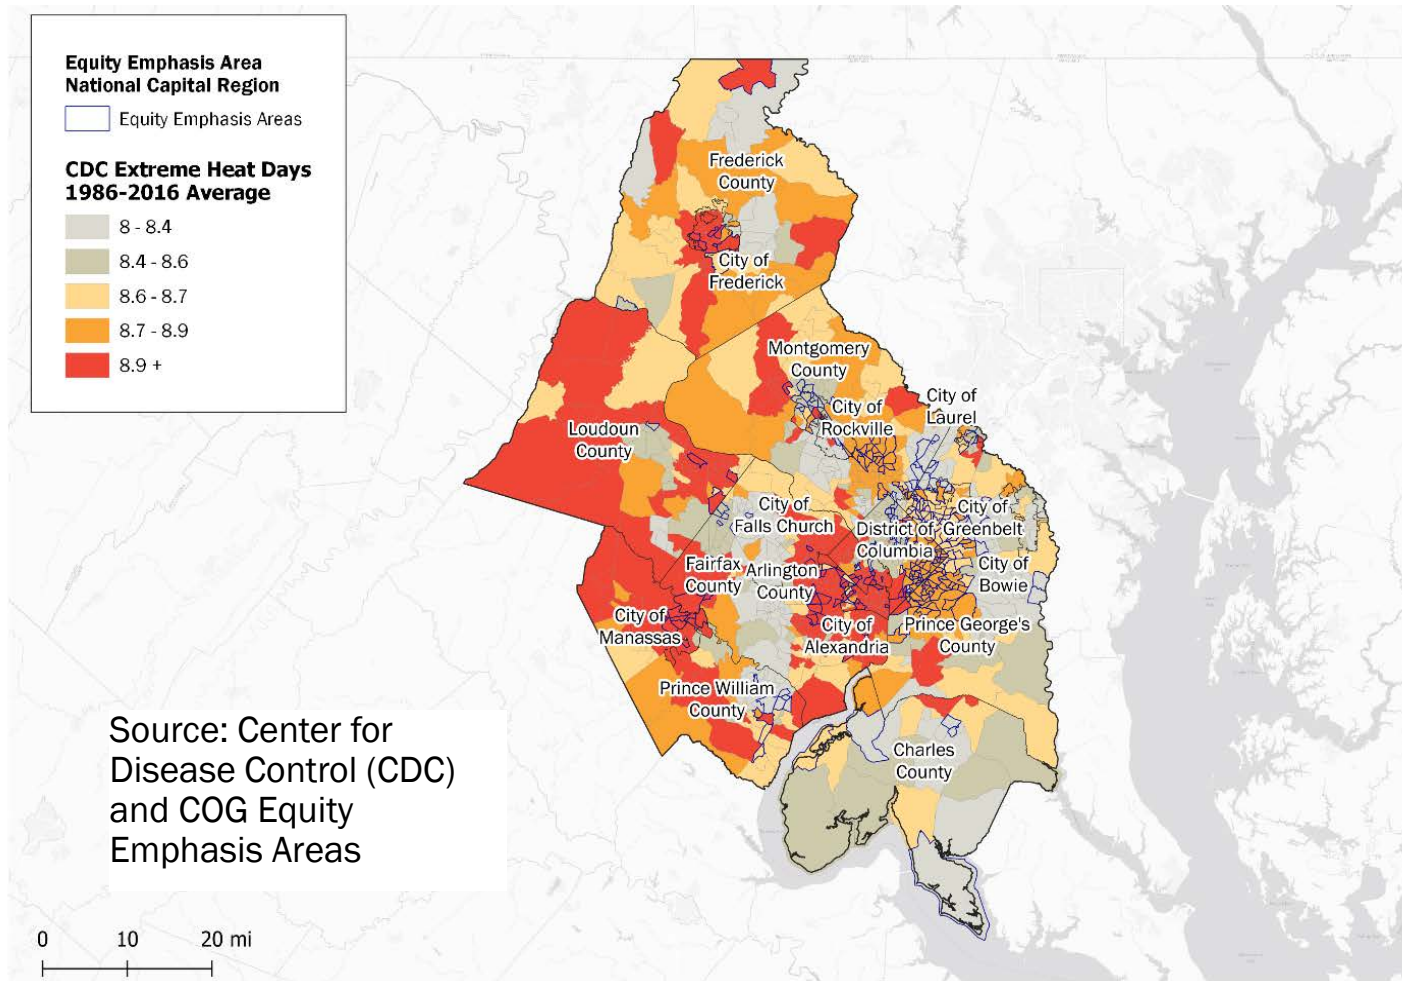 Equity Emphasis Area
National Capital Region
Equity Emphasis Areas
CDC Extreme Heat Days
1986-2016 Average
8 - 8.4
8.4 - 8.6
8.6 - 8.7
8.7 - 8.9
8.9 +
Frederick
County
City of
Frederick
Montgomery
County
City of
Rockville
City of
Laurel
Loudoun
County
City of
Falls Church
District of
Columbia
City of
Greenbelt
Fairfax
County
Arlington
County
City of
Bowie
City of
Manassas
City of
Alexandria
Prince George's
County
Prince William
County
Charles
County
Source: Center for
Disease Control (CDC)
and COG Equity
Emphasis Areas
0 10 20 mi